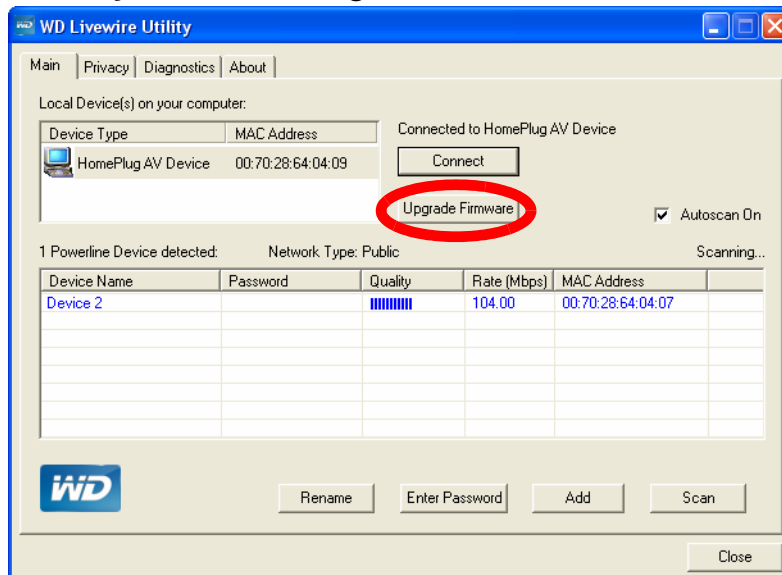 WD Livewire Utility
Main Privacy Diagnostics About
Local Device(s) on your computer:
Device Type MAC Address
HomePlug AV Device 00:70:28:64:04:09
Connected to HomePlug AV Device
Connect
Upgrade Firmware
Autoscan On
1 Powerline Device detected: Network Type: Public Scanning...
Device Name Password Quality Rate (Mbps) MAC Address
Device 2 104.00 00:70:28:64:04:07
WD
Rename Enter Password Add Scan
Close